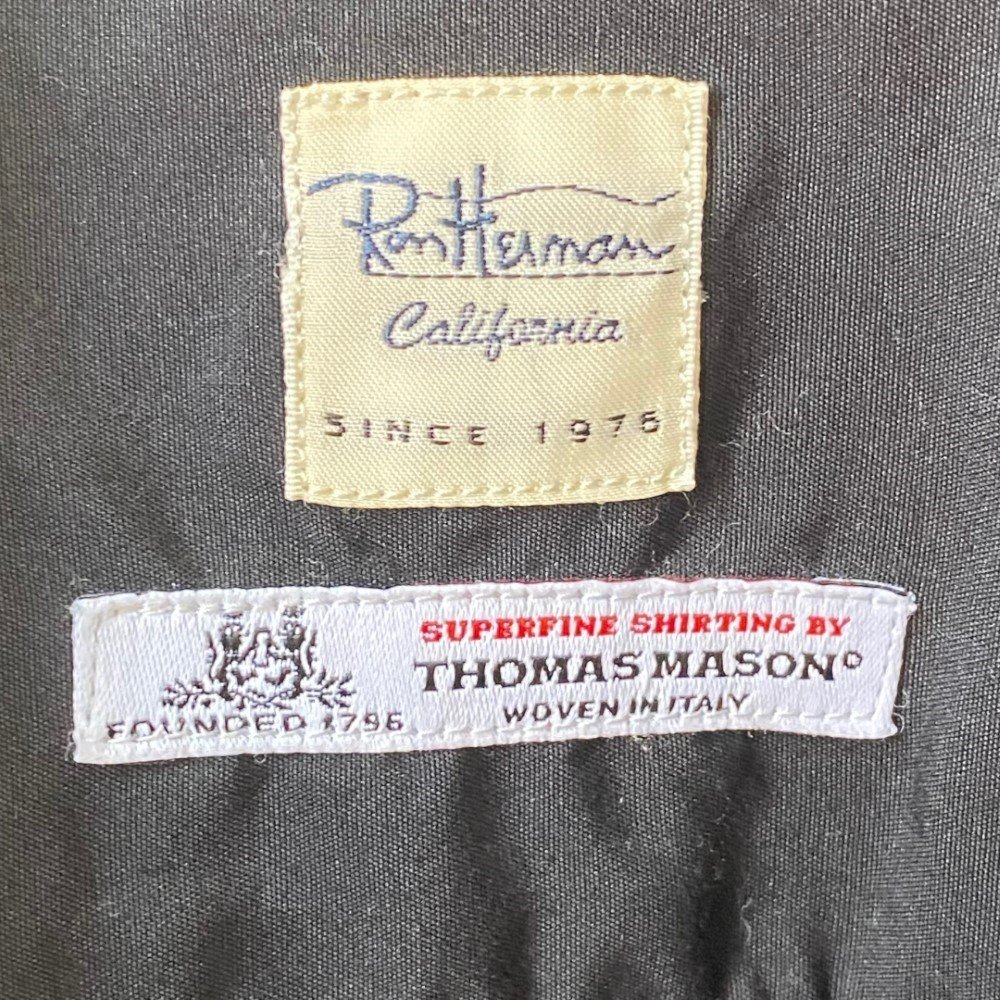 Ron Herman
California
SINCE 1976
SUPERFINE SHIRTING BY
THOMAS MASON
WOVEN IN ITALY
FOUNDED 1796